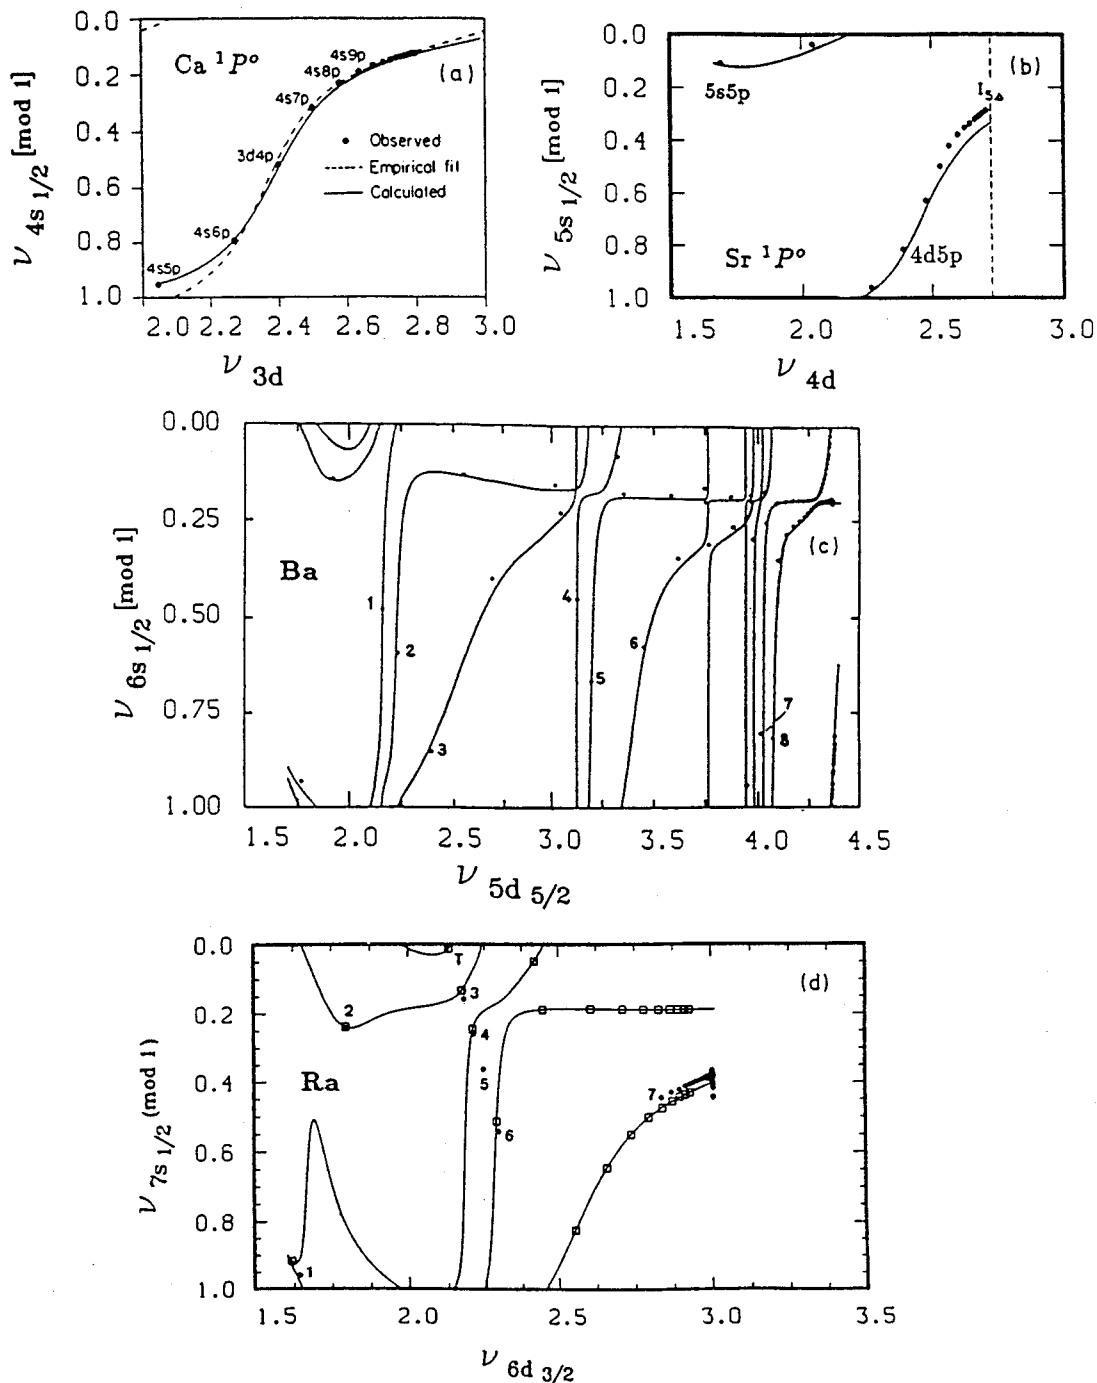 0.0
0.2
0.4
0.6
0.8
1.0
ν 4s 1/2 [mod 1]
Ca ¹P°
(a)
4s9p
4s8p
4s7p
3d4p
4s6p
4s5p
Observed
Empirical fit
Calculated
2.0 2.2 2.4 2.6 2.8 3.0
ν 3d
0.0
0.2
0.4
0.6
0.8
1.0
ν 5s 1/2 [mod 1]
(b)
5s5p
I₅
4d5p
Sr ¹P°
1.5 2.0 2.5 3.0
ν 4d
0.00
0.25
0.50
0.75
1.00
ν 6s 1/2 [mod 1]
Ba
(c)
1
2
3
4
5
6
7
8
1.5 2.0 2.5 3.0 3.5 4.0 4.5
ν 5d 5/2
0.0
0.2
0.4
0.6
0.8
1.0
ν 7s 1/2 (mod 1)
Ra
(d)
T
2
3
4
5
6
7
1
1.5 2.0 2.5 3.0 3.5
ν 6d 3/2